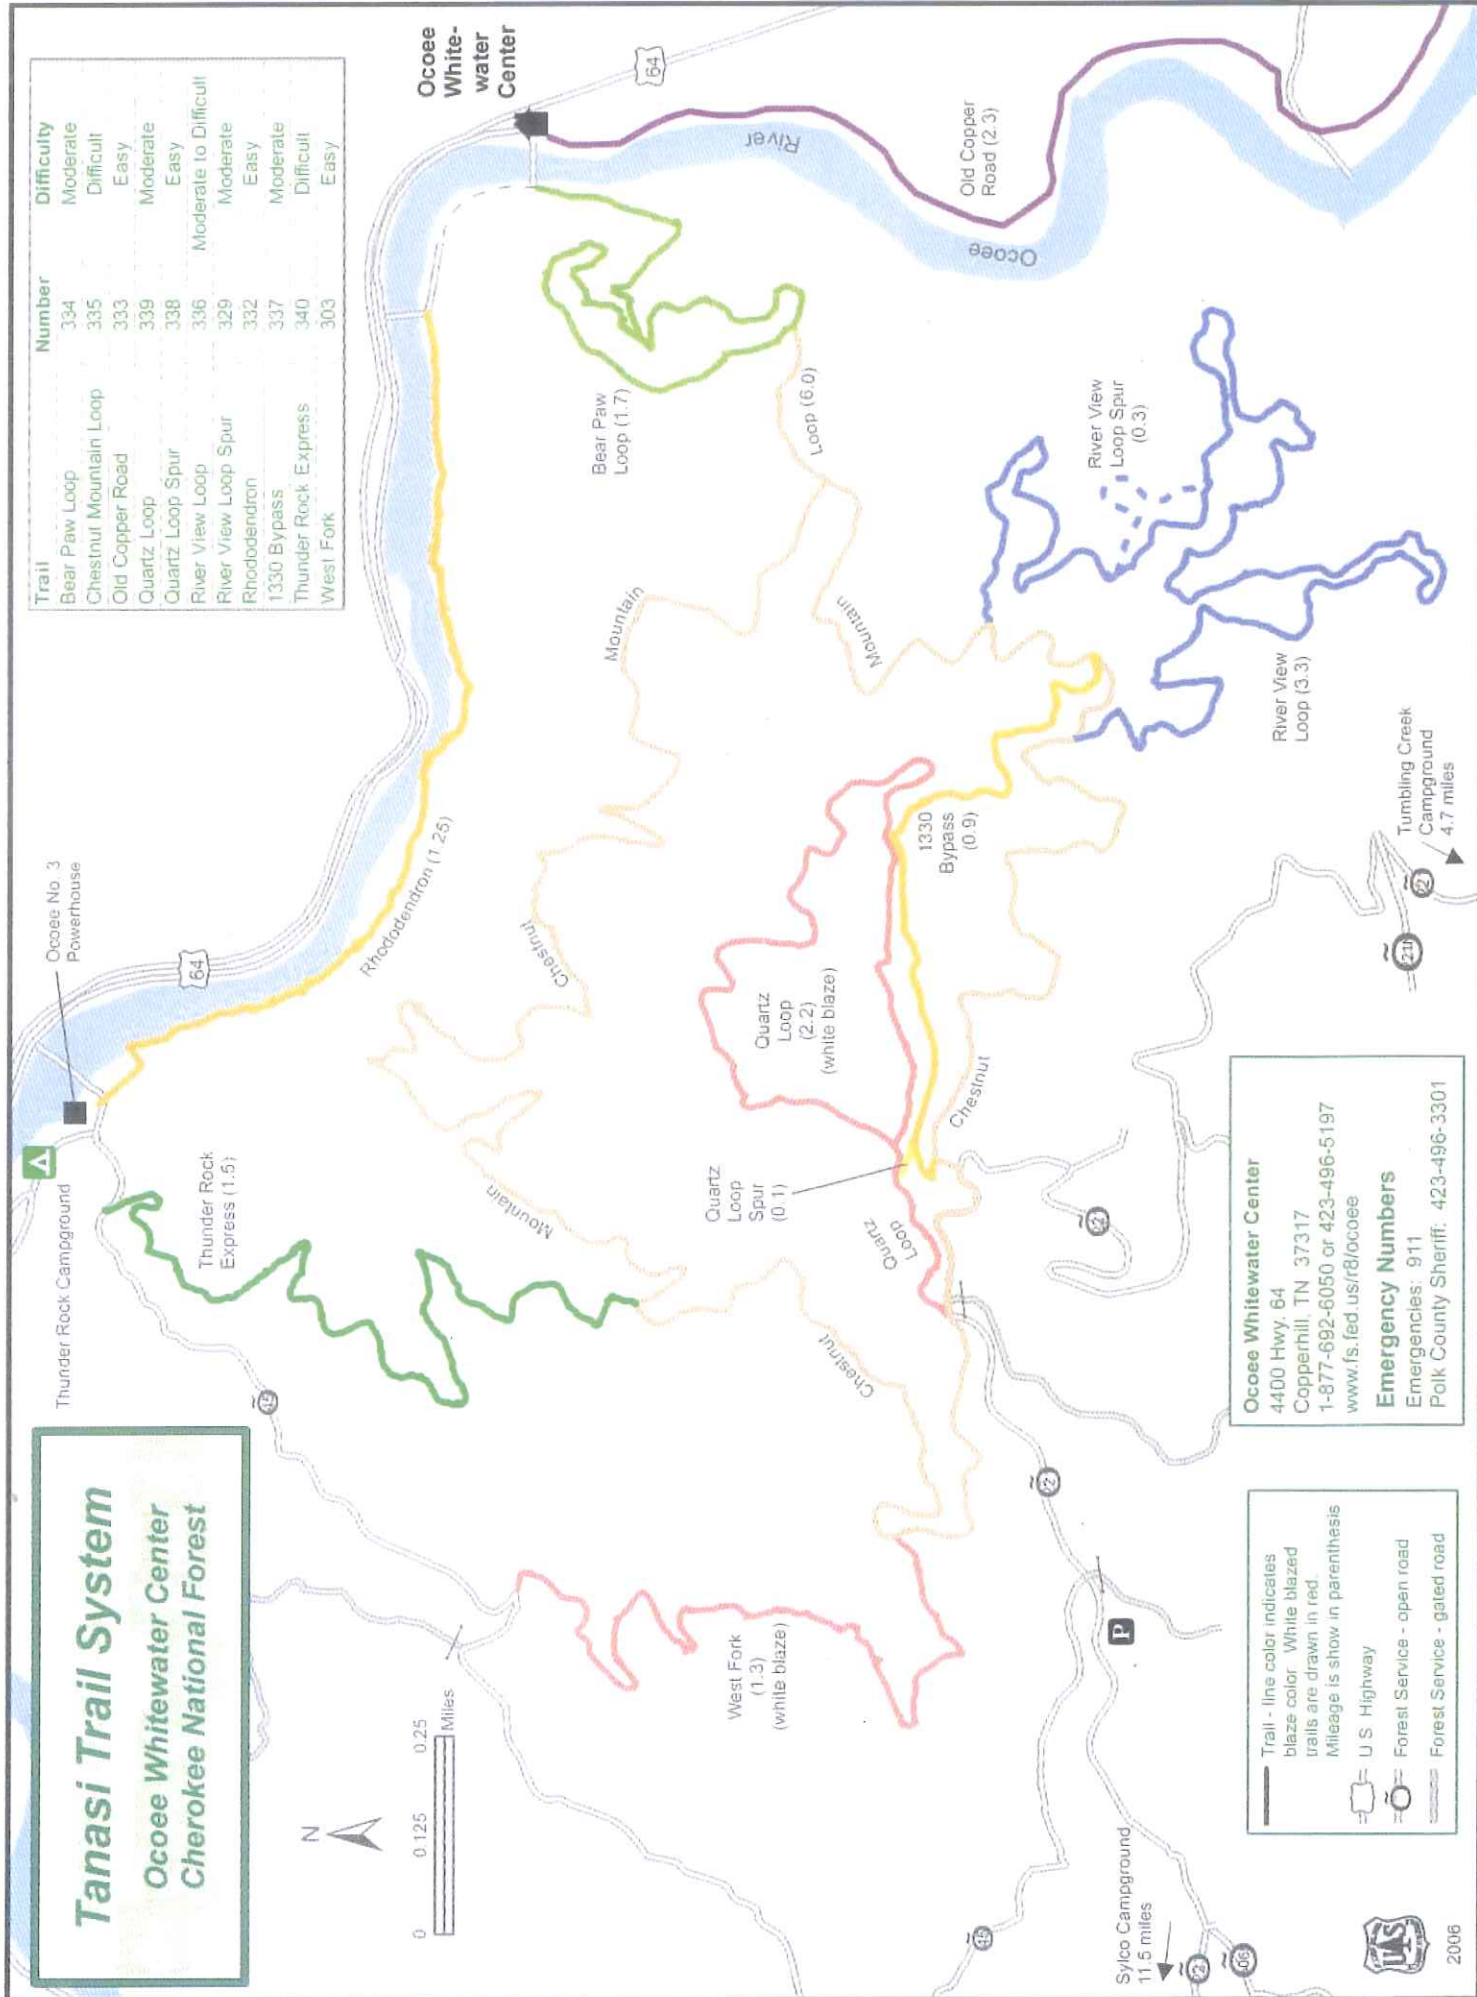 Tanasi Trail System
Ocoee Whitewater Center
Cherokee National Forest
Trail Number Difficulty
Bear Paw Loop 334 Moderate
Chestnut Mountain Loop 335 Difficult
Old Copper Road 333 Easy
Quartz Loop 339 Moderate
Quartz Loop Spur 338 Easy
River View Loop 336 Moderate to Difficult
River View Loop Spur 329 Moderate
Rhododendron 332 Easy
1330 Bypass 337 Moderate
Thunder Rock Express 340 Difficult
West Fork 303 Easy
Thunder Rock Campground
Ocoee No. 3
Powerhouse
64
Ocoee
White-
water
Center
64
N
0 0.125 0.25
Miles
45
Thunder Rock
Express (1.5)
Rhododendron (1.25)
River
Ocoee
Old Copper
Road (2.3)
Bear Paw
Loop (1.7)
Loop (6.0)
Mountain
Mountain
Chestnut
Mountain
Chestnut
Chestnut
West Fork
(1.3)
(white blaze)
Quartz
Loop
(2.2)
(white blaze)
Quartz
Loop
Spur
(0.1)
Quartz
Loop
1330
Bypass
(0.9)
River View
Loop Spur
(0.3)
River View
Loop (3.3)
P
Sylco Campground
11.5 miles
45
Tumbling Creek
Campground
4.7 miles
Trail - line color indicates
blaze color White blazed
trails are drawn in red.
Mileage is show in parenthesis
U S Highway
Forest Service - open road
Forest Service - gated road
Ocoee Whitewater Center
4400 Hwy. 64
Copperhill, TN 37317
1-877-692-6050 or 423-496-5197
www.fs.fed.us/r8/ocoee
Emergency Numbers
Emergencies: 911
Polk County Sheriff: 423-496-3301
UAS
2006